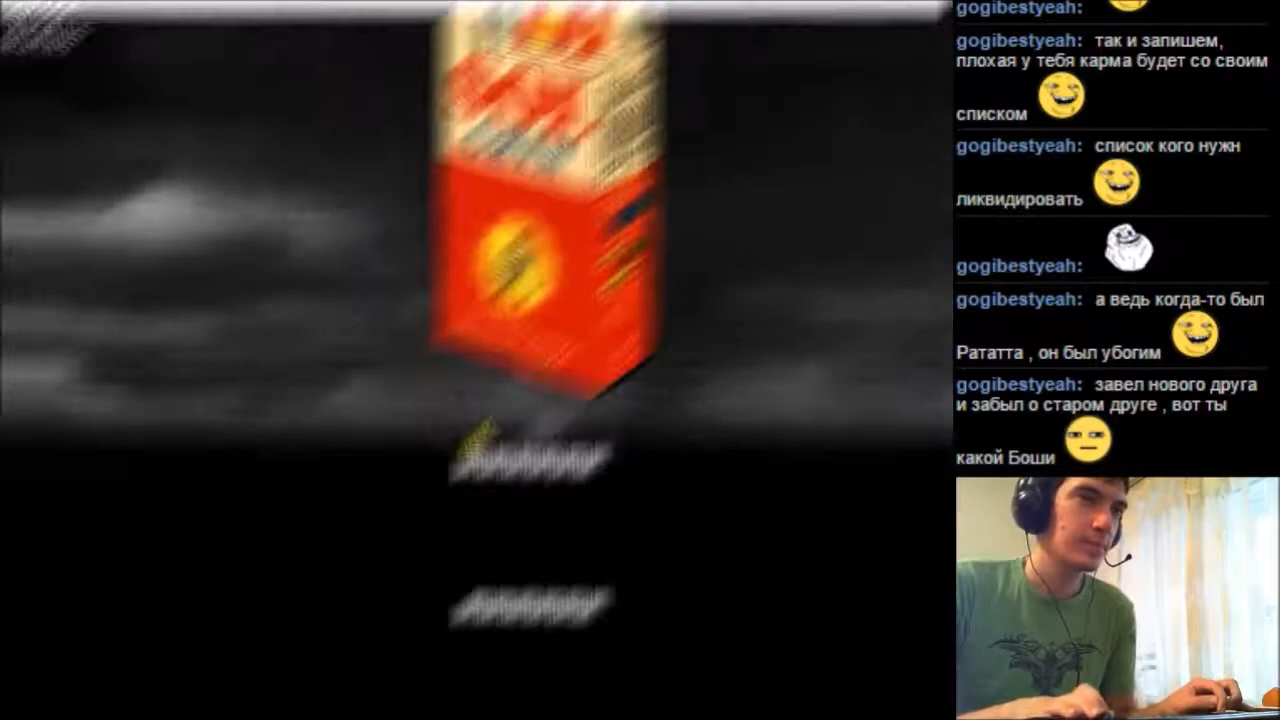 gogibestyeah:
gogibestyeah: так и запишем,
плохая у тебя карма будет со своим
списком
gogibestyeah: список кого нужн
ликвидировать
gogibestyeah:
gogibestyeah: а ведь когда-то был
Рататта , он был убогим
gogibestyeah: завел нового друга
и забыл о старом друге , вот ты
какой Боши